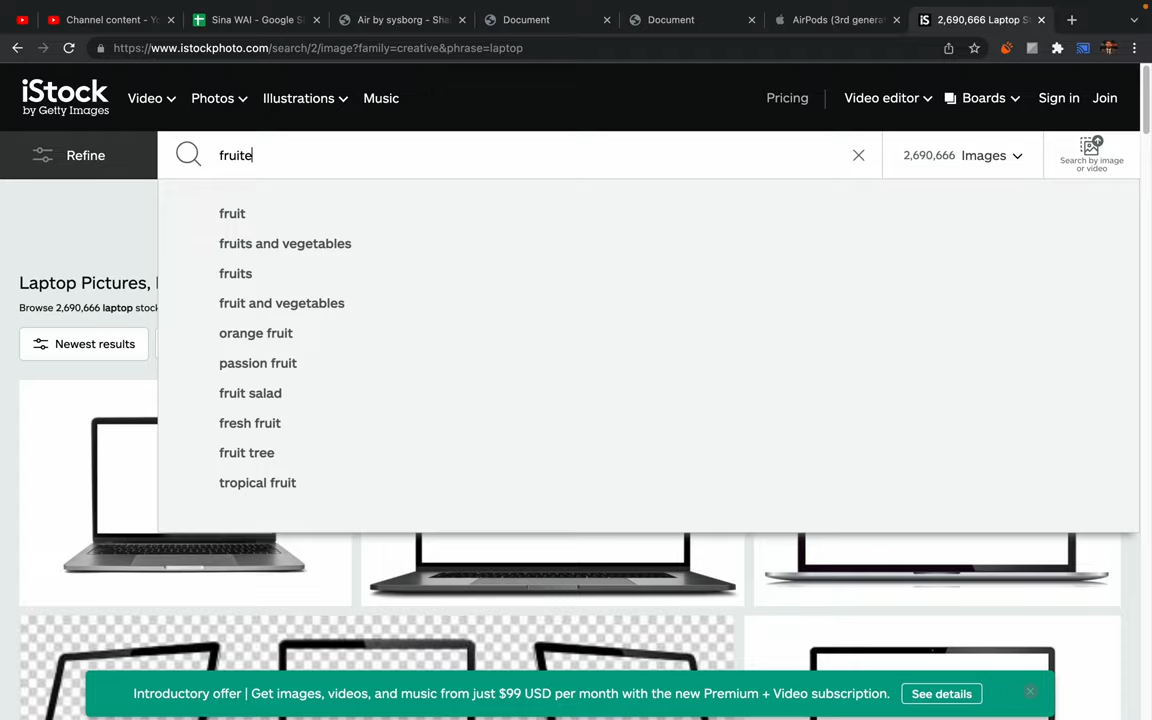 Channel content - Yo
Sina WAI - Google S
Air by sysborg - Sha
Document
Document
AirPods (3rd genera
iS 2,690,666 Laptop S
https://www.istockphoto.com/search/2/image?family=creative&phrase=laptop
iStock
by Getty Images
Video
Photos
Illustrations
Music
Pricing
Video editor
Boards
Sign in
Join
Refine
fruite
2,690,666 Images
Search by image
or video
fruit
fruits and vegetables
fruits
fruit and vegetables
orange fruit
passion fruit
fruit salad
fresh fruit
fruit tree
tropical fruit
Laptop Pictures,
Browse 2,690,666 laptop stock
Newest results
Introductory offer | Get images, videos, and music from just $99 USD per month with the new Premium + Video subscription.
See details